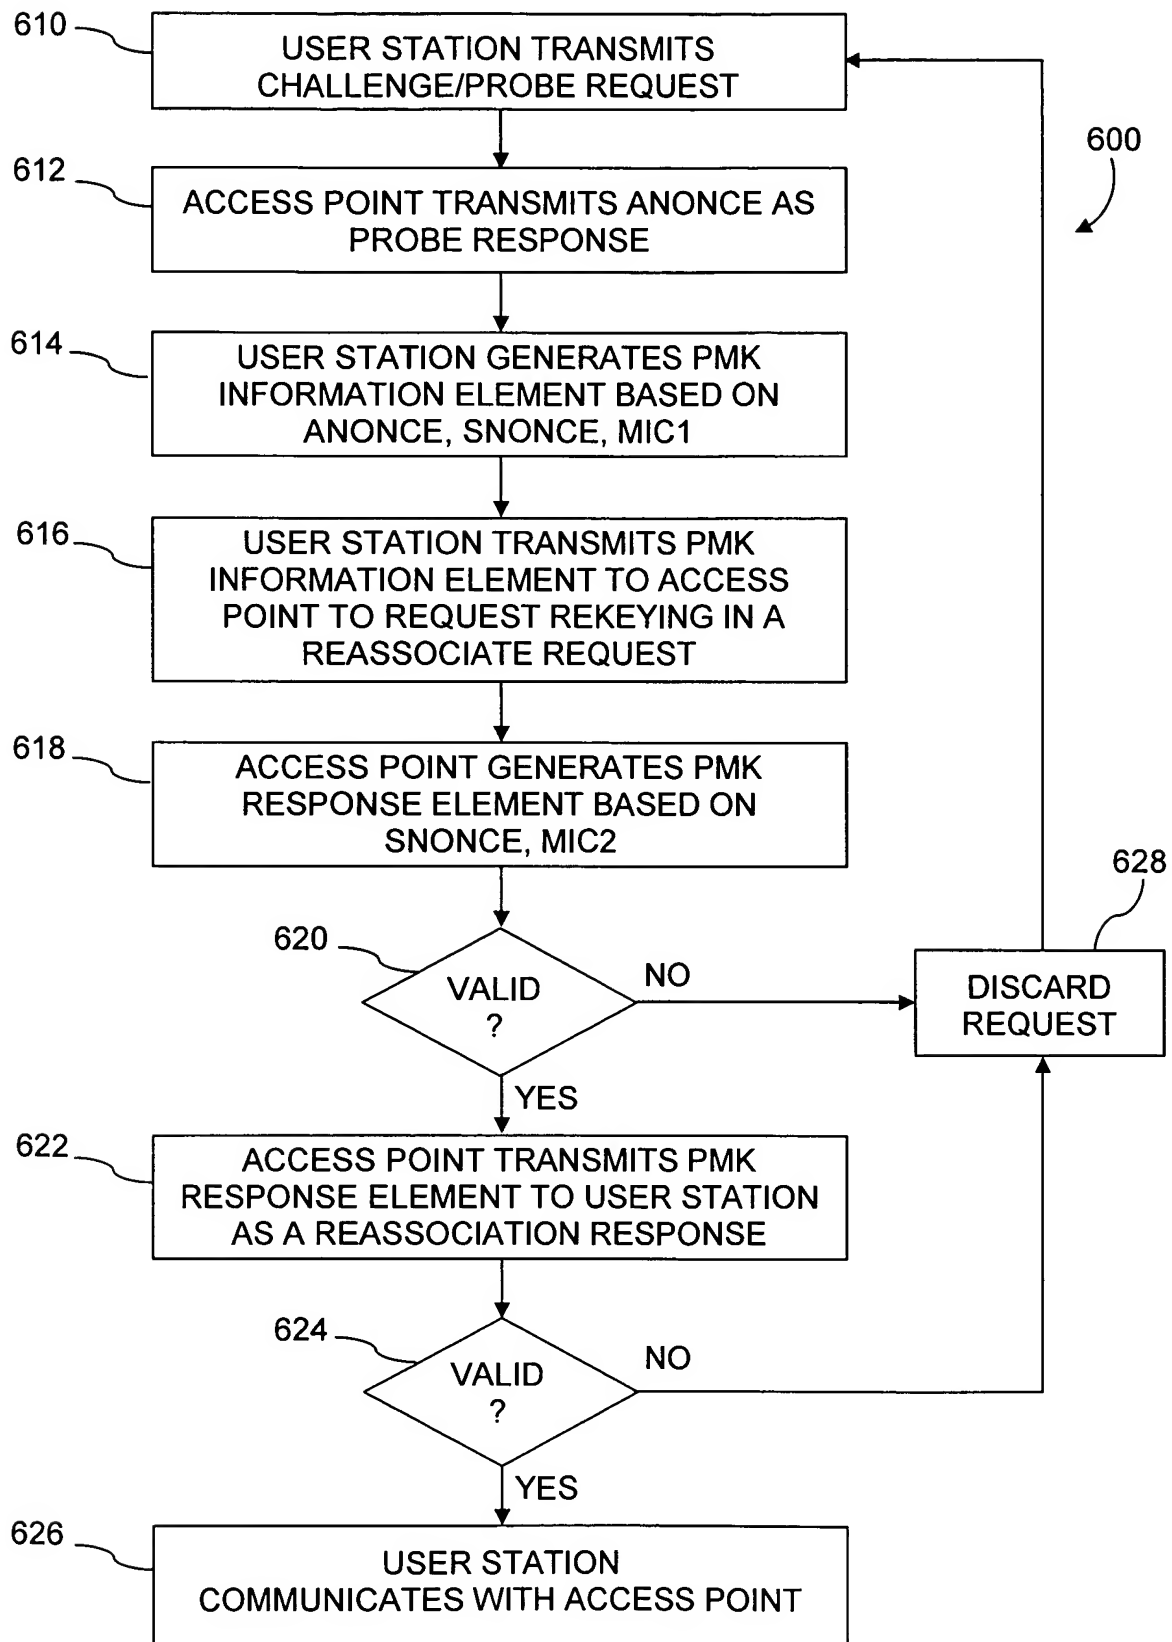 610
USER STATION TRANSMITS
CHALLENGE/PROBE REQUEST
600
612
ACCESS POINT TRANSMITS ANONCE AS
PROBE RESPONSE
614
USER STATION GENERATES PMK
INFORMATION ELEMENT BASED ON
ANONCE, SNONCE, MIC1
616
USER STATION TRANSMITS PMK
INFORMATION ELEMENT TO ACCESS
POINT TO REQUEST REKEYING IN A
REASSOCIATE REQUEST
618
ACCESS POINT GENERATES PMK
RESPONSE ELEMENT BASED ON
SNONCE, MIC2
620
VALID
?
NO
628
DISCARD
REQUEST
YES
622
ACCESS POINT TRANSMITS PMK
RESPONSE ELEMENT TO USER STATION
AS A REASSOCIATION RESPONSE
624
VALID
?
NO
YES
626
USER STATION
COMMUNICATES WITH ACCESS POINT